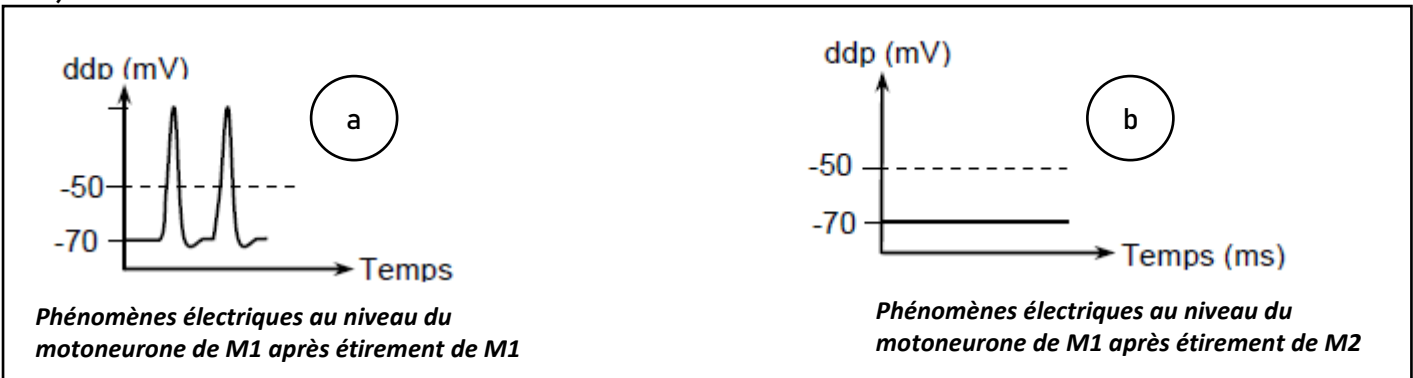 ddp (mV)
a
-50
-70
Temps
Phénomènes électriques au niveau du
motoneurone de M1 après étirement de M1
ddp (mV)
b
-50
-70
Temps (ms)
Phénomènes électriques au niveau du
motoneurone de M1 après étirement de M2